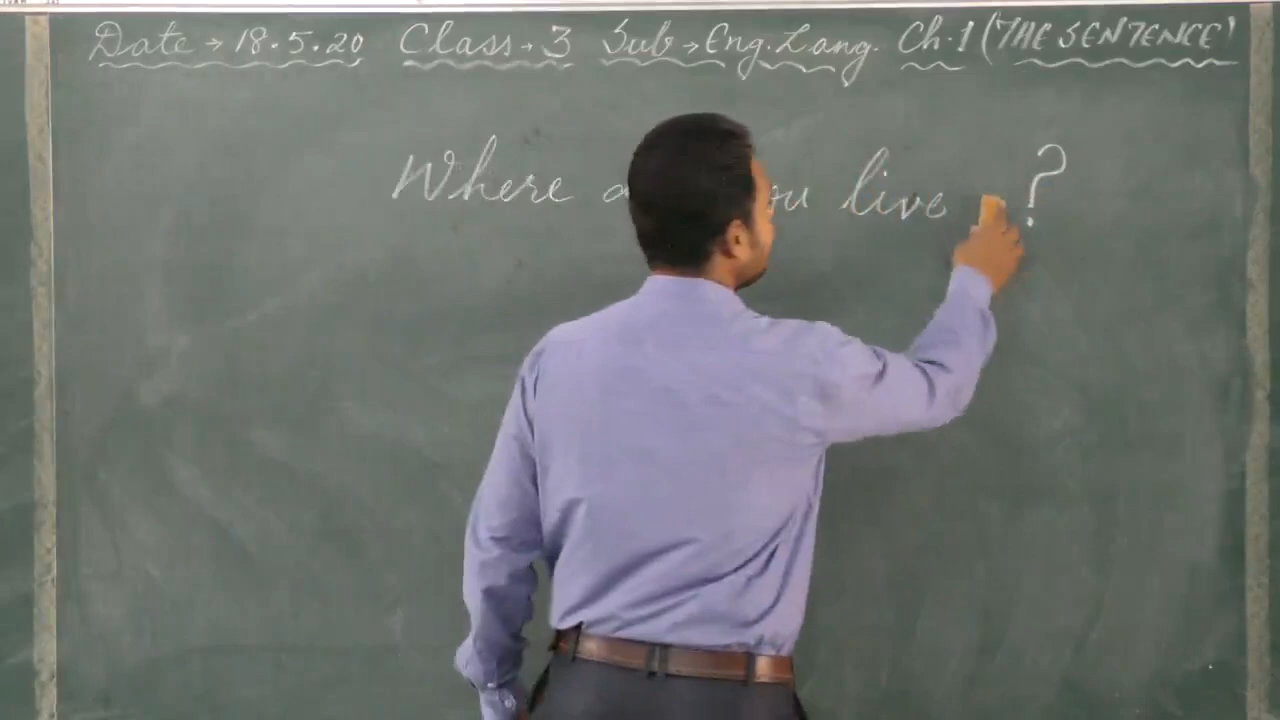 Date → 18.5.20 Class → 3 Sub → Eng. Lang. Ch. 1 (THE SENTENCE)
Where live ?